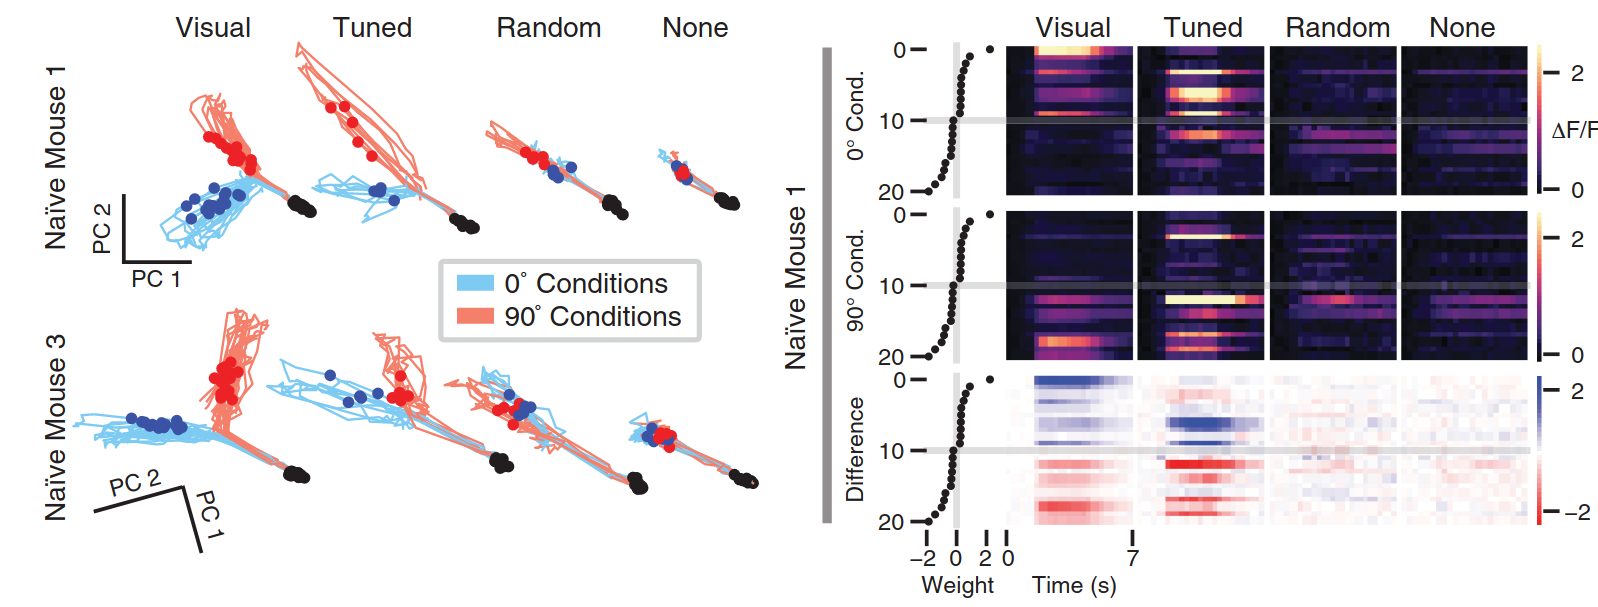 Visual Tuned Random None
Naïve Mouse 1
PC 2
PC 1
0° Conditions
90° Conditions
Naïve Mouse 3
PC 2
PC 1
Visual Tuned Random None
Naïve Mouse 1
0° Cond.
0
10
20
2
ΔF/F
0
90° Cond.
0
10
20
2
0
Difference
0
10
20
2
−2
−2 0 2 0 7
Weight Time (s)